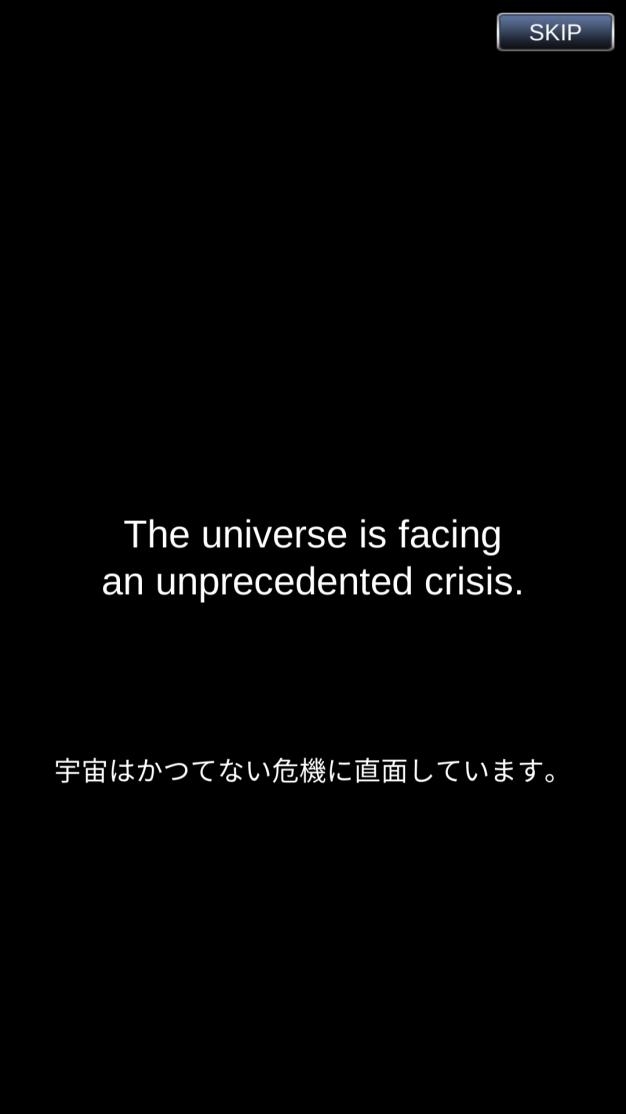 SKIP
The universe is facing
an unprecedented crisis.
宇宙はかつてない危機に直面しています。